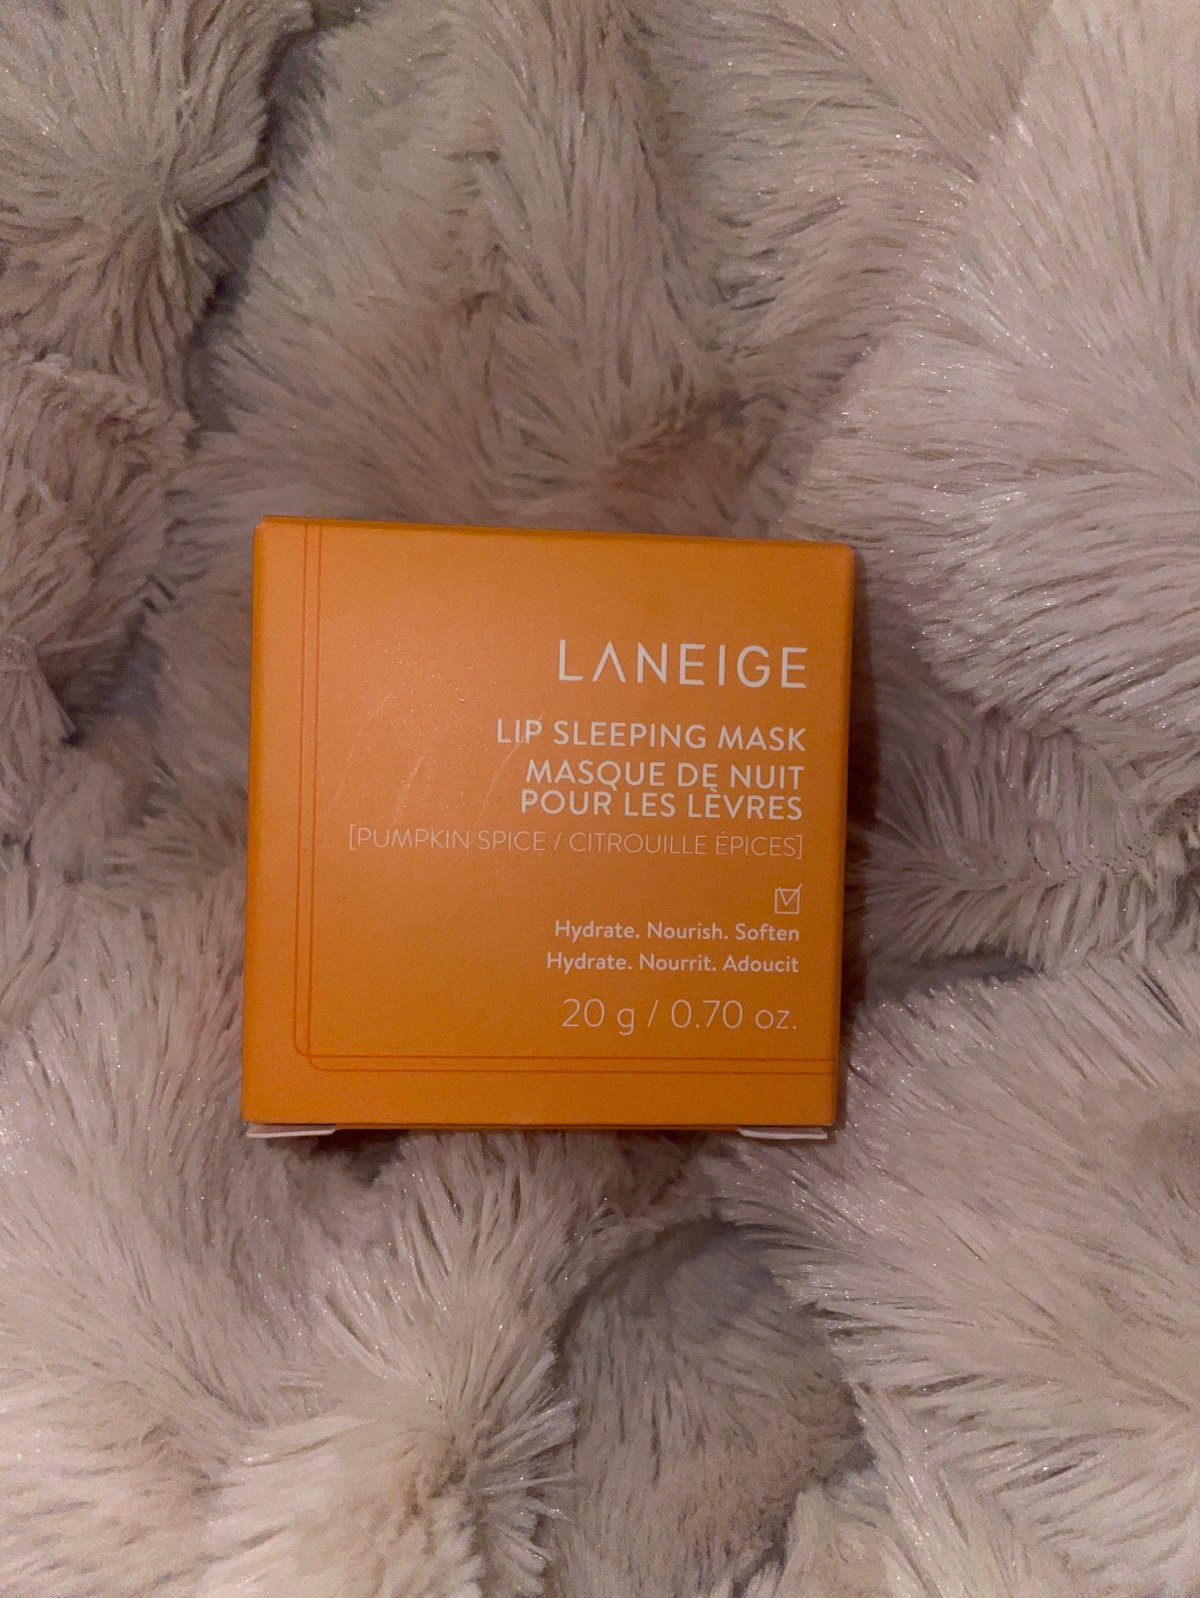 LANEIGE
LIP SLEEPING MASK
MASQUE DE NUIT
POUR LES LÈVRES
[PUMPKIN SPICE / CITROUILLE ÉPICES]
Hydrate. Nourish. Soften
Hydrate. Nourrit. Adoucit
20 g / 0.70 oz.